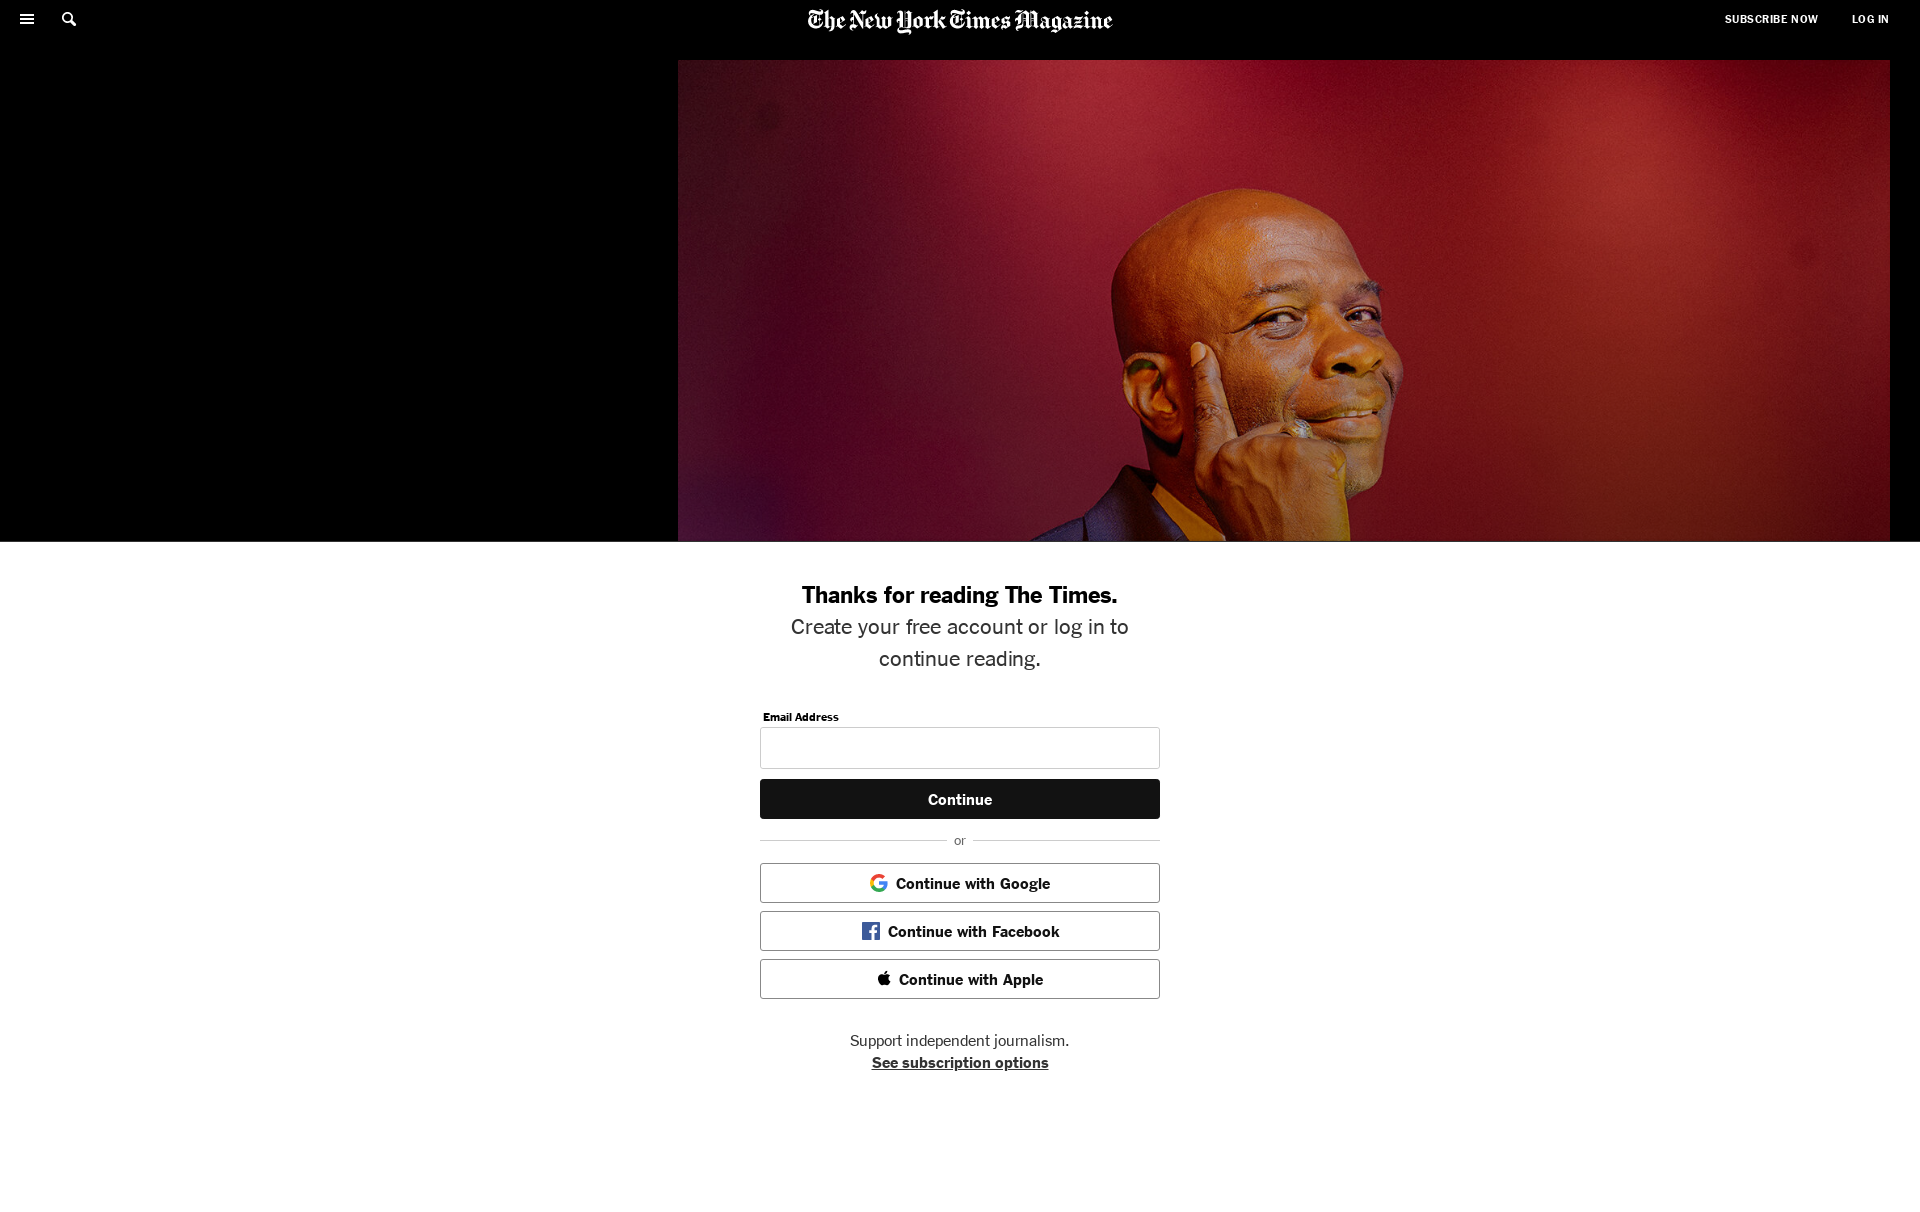 The New York Times Magazine
SUBSCRIBE NOW
LOG IN
Thanks for reading The Times.
Create your free account or log in to
continue reading.
Email Address
Continue
or
Continue with Google
Continue with Facebook
Continue with Apple
Support independent journalism.
See subscription options